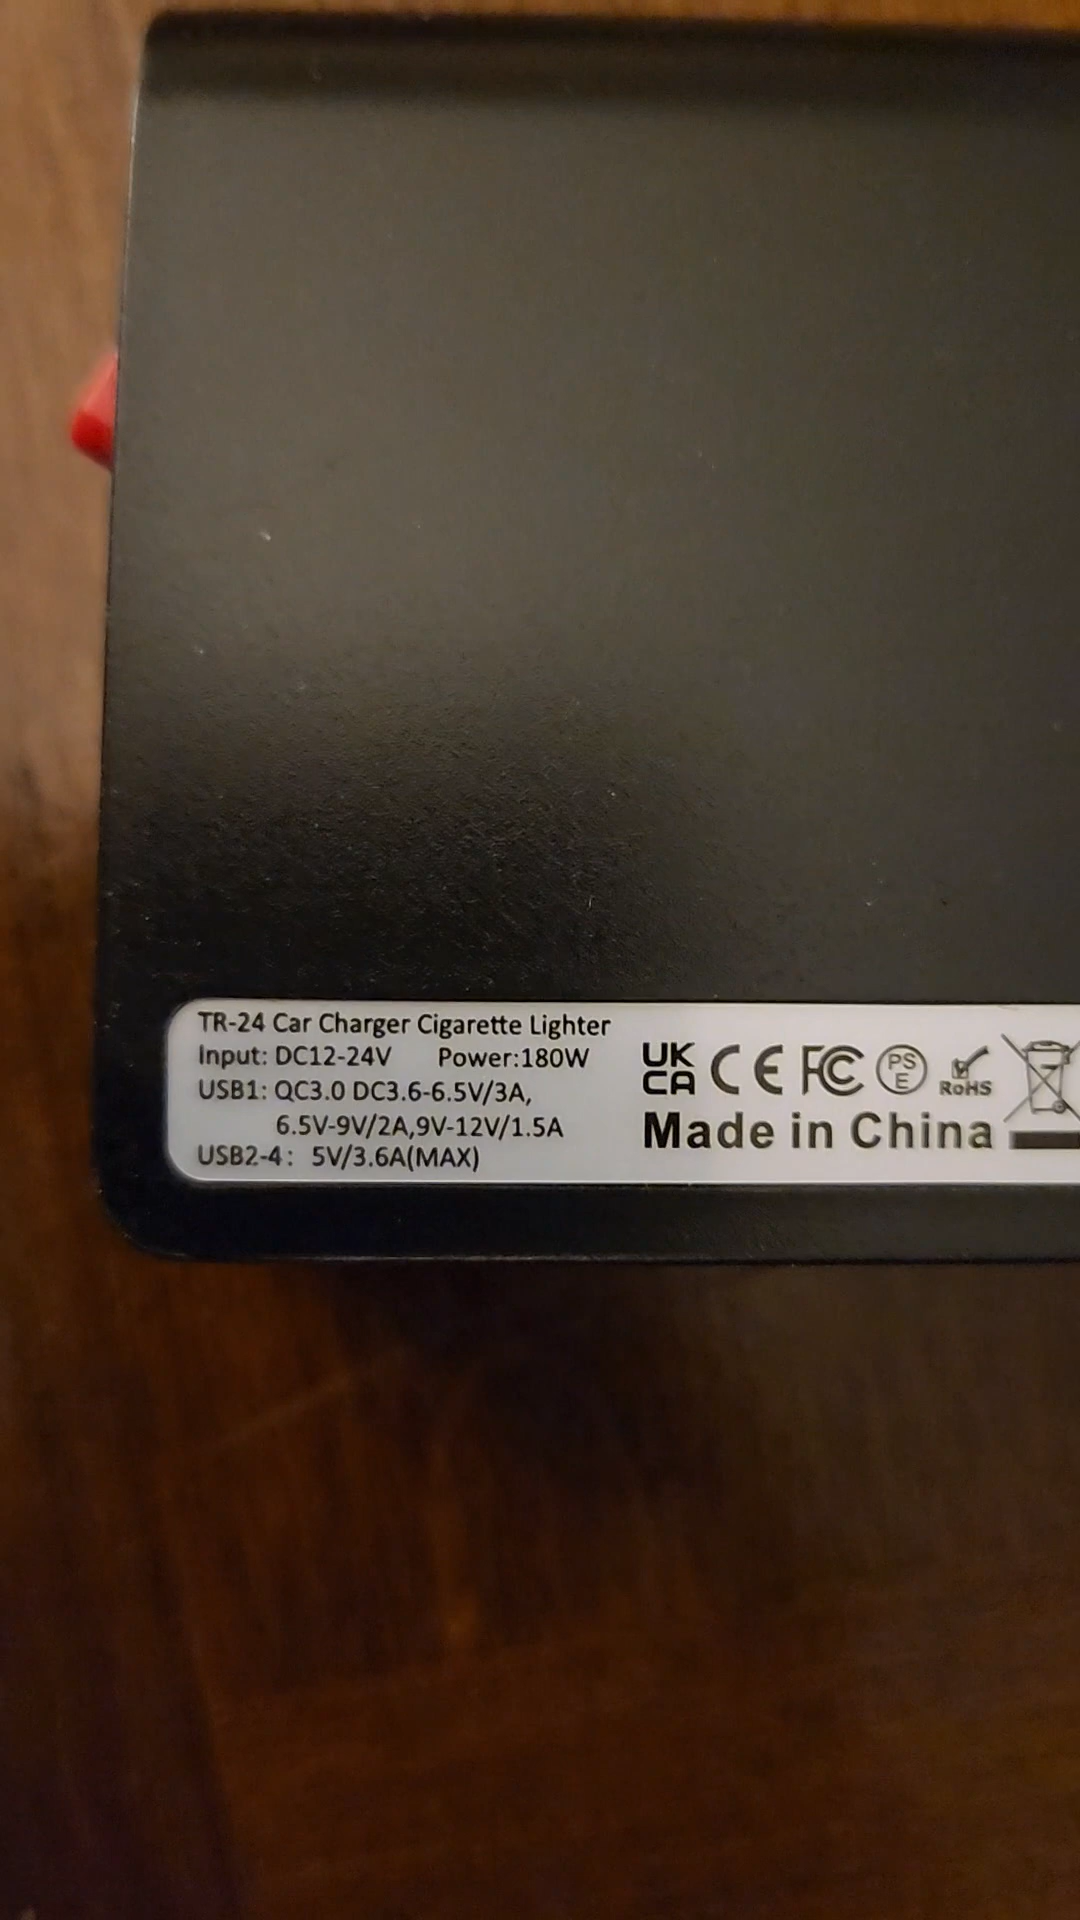 TR-24 Car Charger Cigarette Lighter
Input: DC12-24V Power:180W
USB1: QC3.0 DC3.6-6.5V/3A,
6.5V-9V/2A,9V-12V/1.5A
USB2-4: 5V/3.6A(MAX)
UK
CA CE FC PS
E RoHS
Made in China